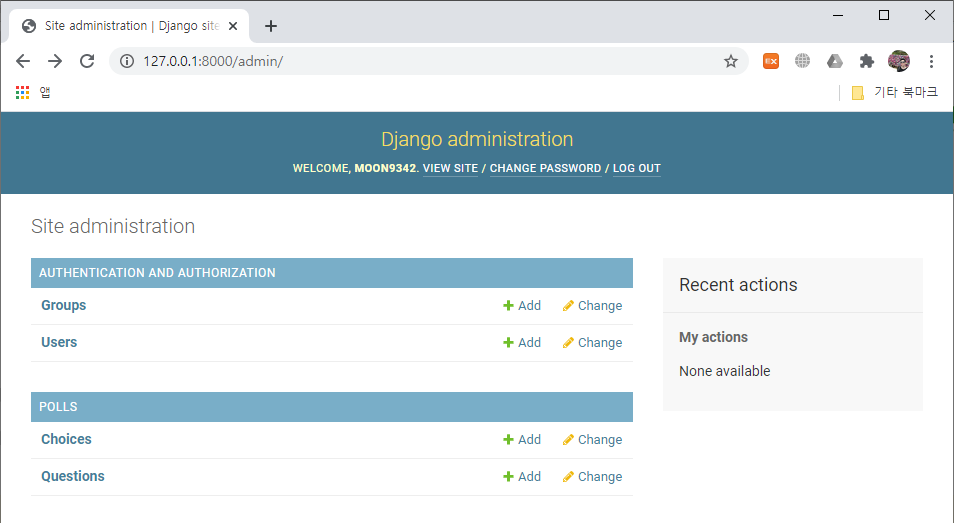 Site administration | Django site
127.0.0.1:8000/admin/
앱
기타 북마크
Django administration
WELCOME, MOON9342. VIEW SITE / CHANGE PASSWORD / LOG OUT
Site administration
AUTHENTICATION AND AUTHORIZATION
Groups Add Change
Users Add Change
POLLS
Choices Add Change
Questions Add Change
Recent actions
My actions
None available